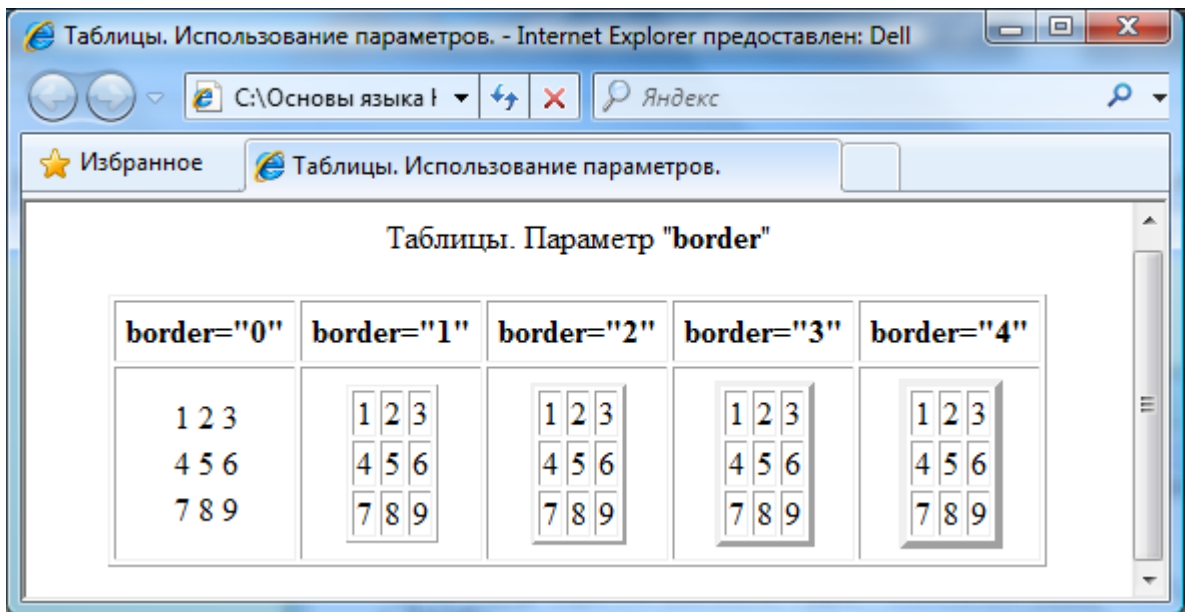 Таблицы. Использование параметров. - Internet Explorer предоставлен: Dell
C:\Основы языка
Яндекс
Избранное
Таблицы. Использование параметров.
Таблицы. Параметр "border"
border="0" border="1" border="2" border="3" border="4"
1 2 3 1 2 3 1 2 3 1 2 3 1 2 3
4 5 6 4 5 6 4 5 6 4 5 6 4 5 6
7 8 9 7 8 9 7 8 9 7 8 9 7 8 9